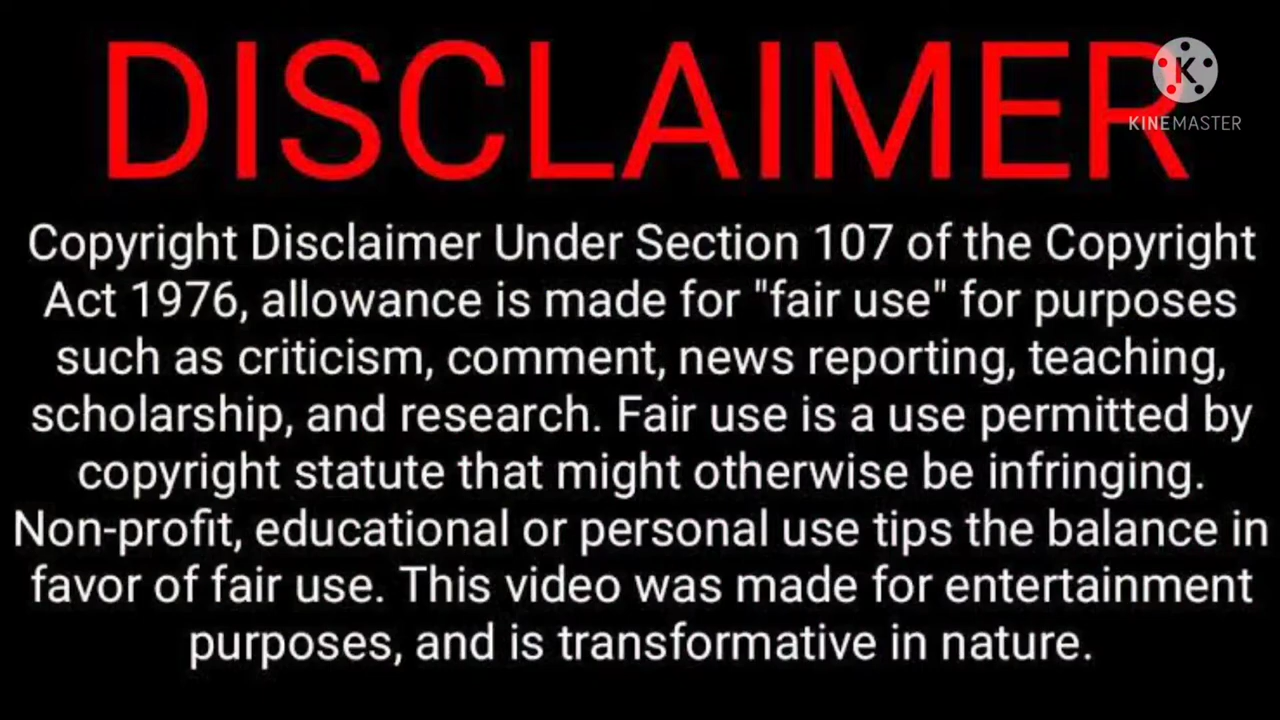 DISCLAIMER
K
KINEMASTER
Copyright Disclaimer Under Section 107 of the Copyright
Act 1976, allowance is made for "fair use" for purposes
such as criticism, comment, news reporting, teaching,
scholarship, and research. Fair use is a use permitted by
copyright statute that might otherwise be infringing.
Non-profit, educational or personal use tips the balance in
favor of fair use. This video was made for entertainment
purposes, and is transformative in nature.